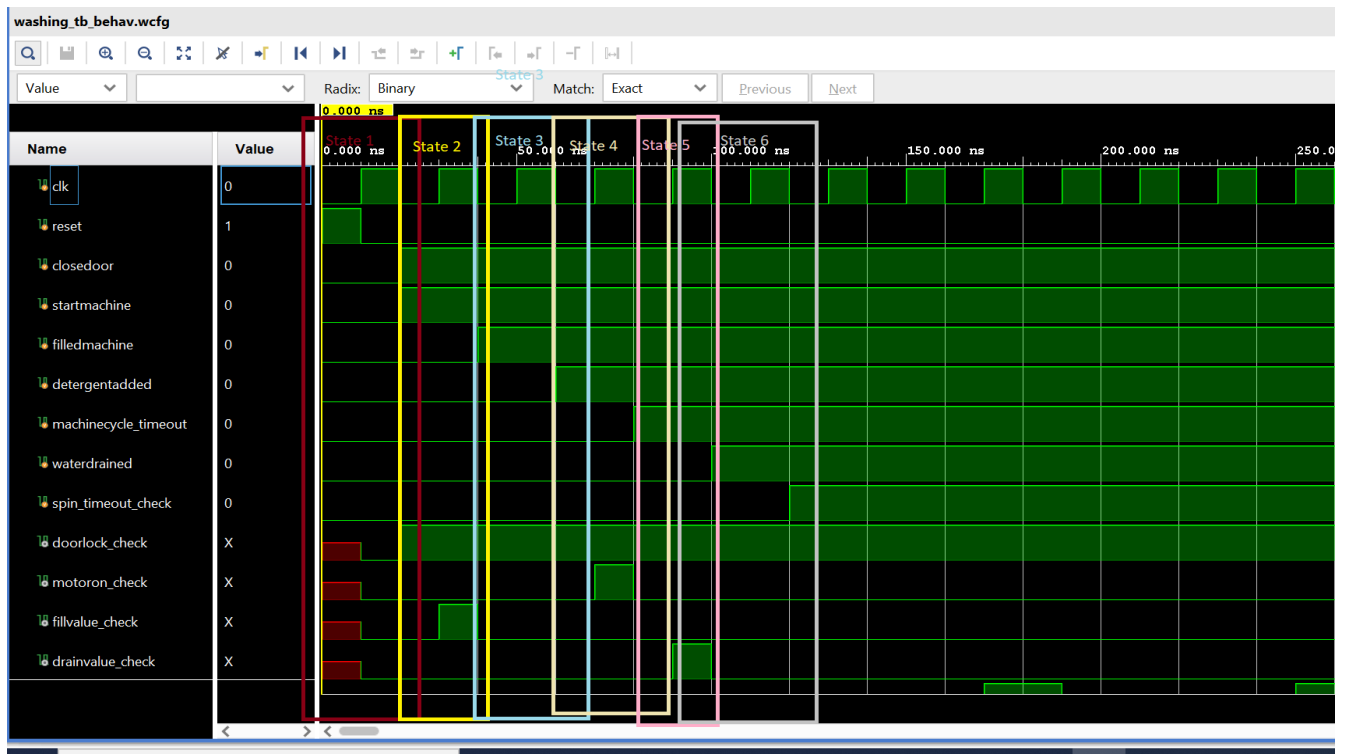 washing_tb_behav.wcfg
State 3
Value
Radix: Binary Match: Exact Previous Next
0.000 ns
Name Value
State 1 State 2 State 3 State 4 State 5 State 6
0.000 ns 50.000 ns 100.000 ns 150.000 ns 200.000 ns 250.0
clk 0
reset 1
closedoor 0
startmachine 0
filledmachine 0
detergentadded 0
machinecycle_timeout 0
waterdrained 0
spin_timeout_check 0
doorlock_check X
motoron_check X
fillvalue_check X
drainvalue_check X